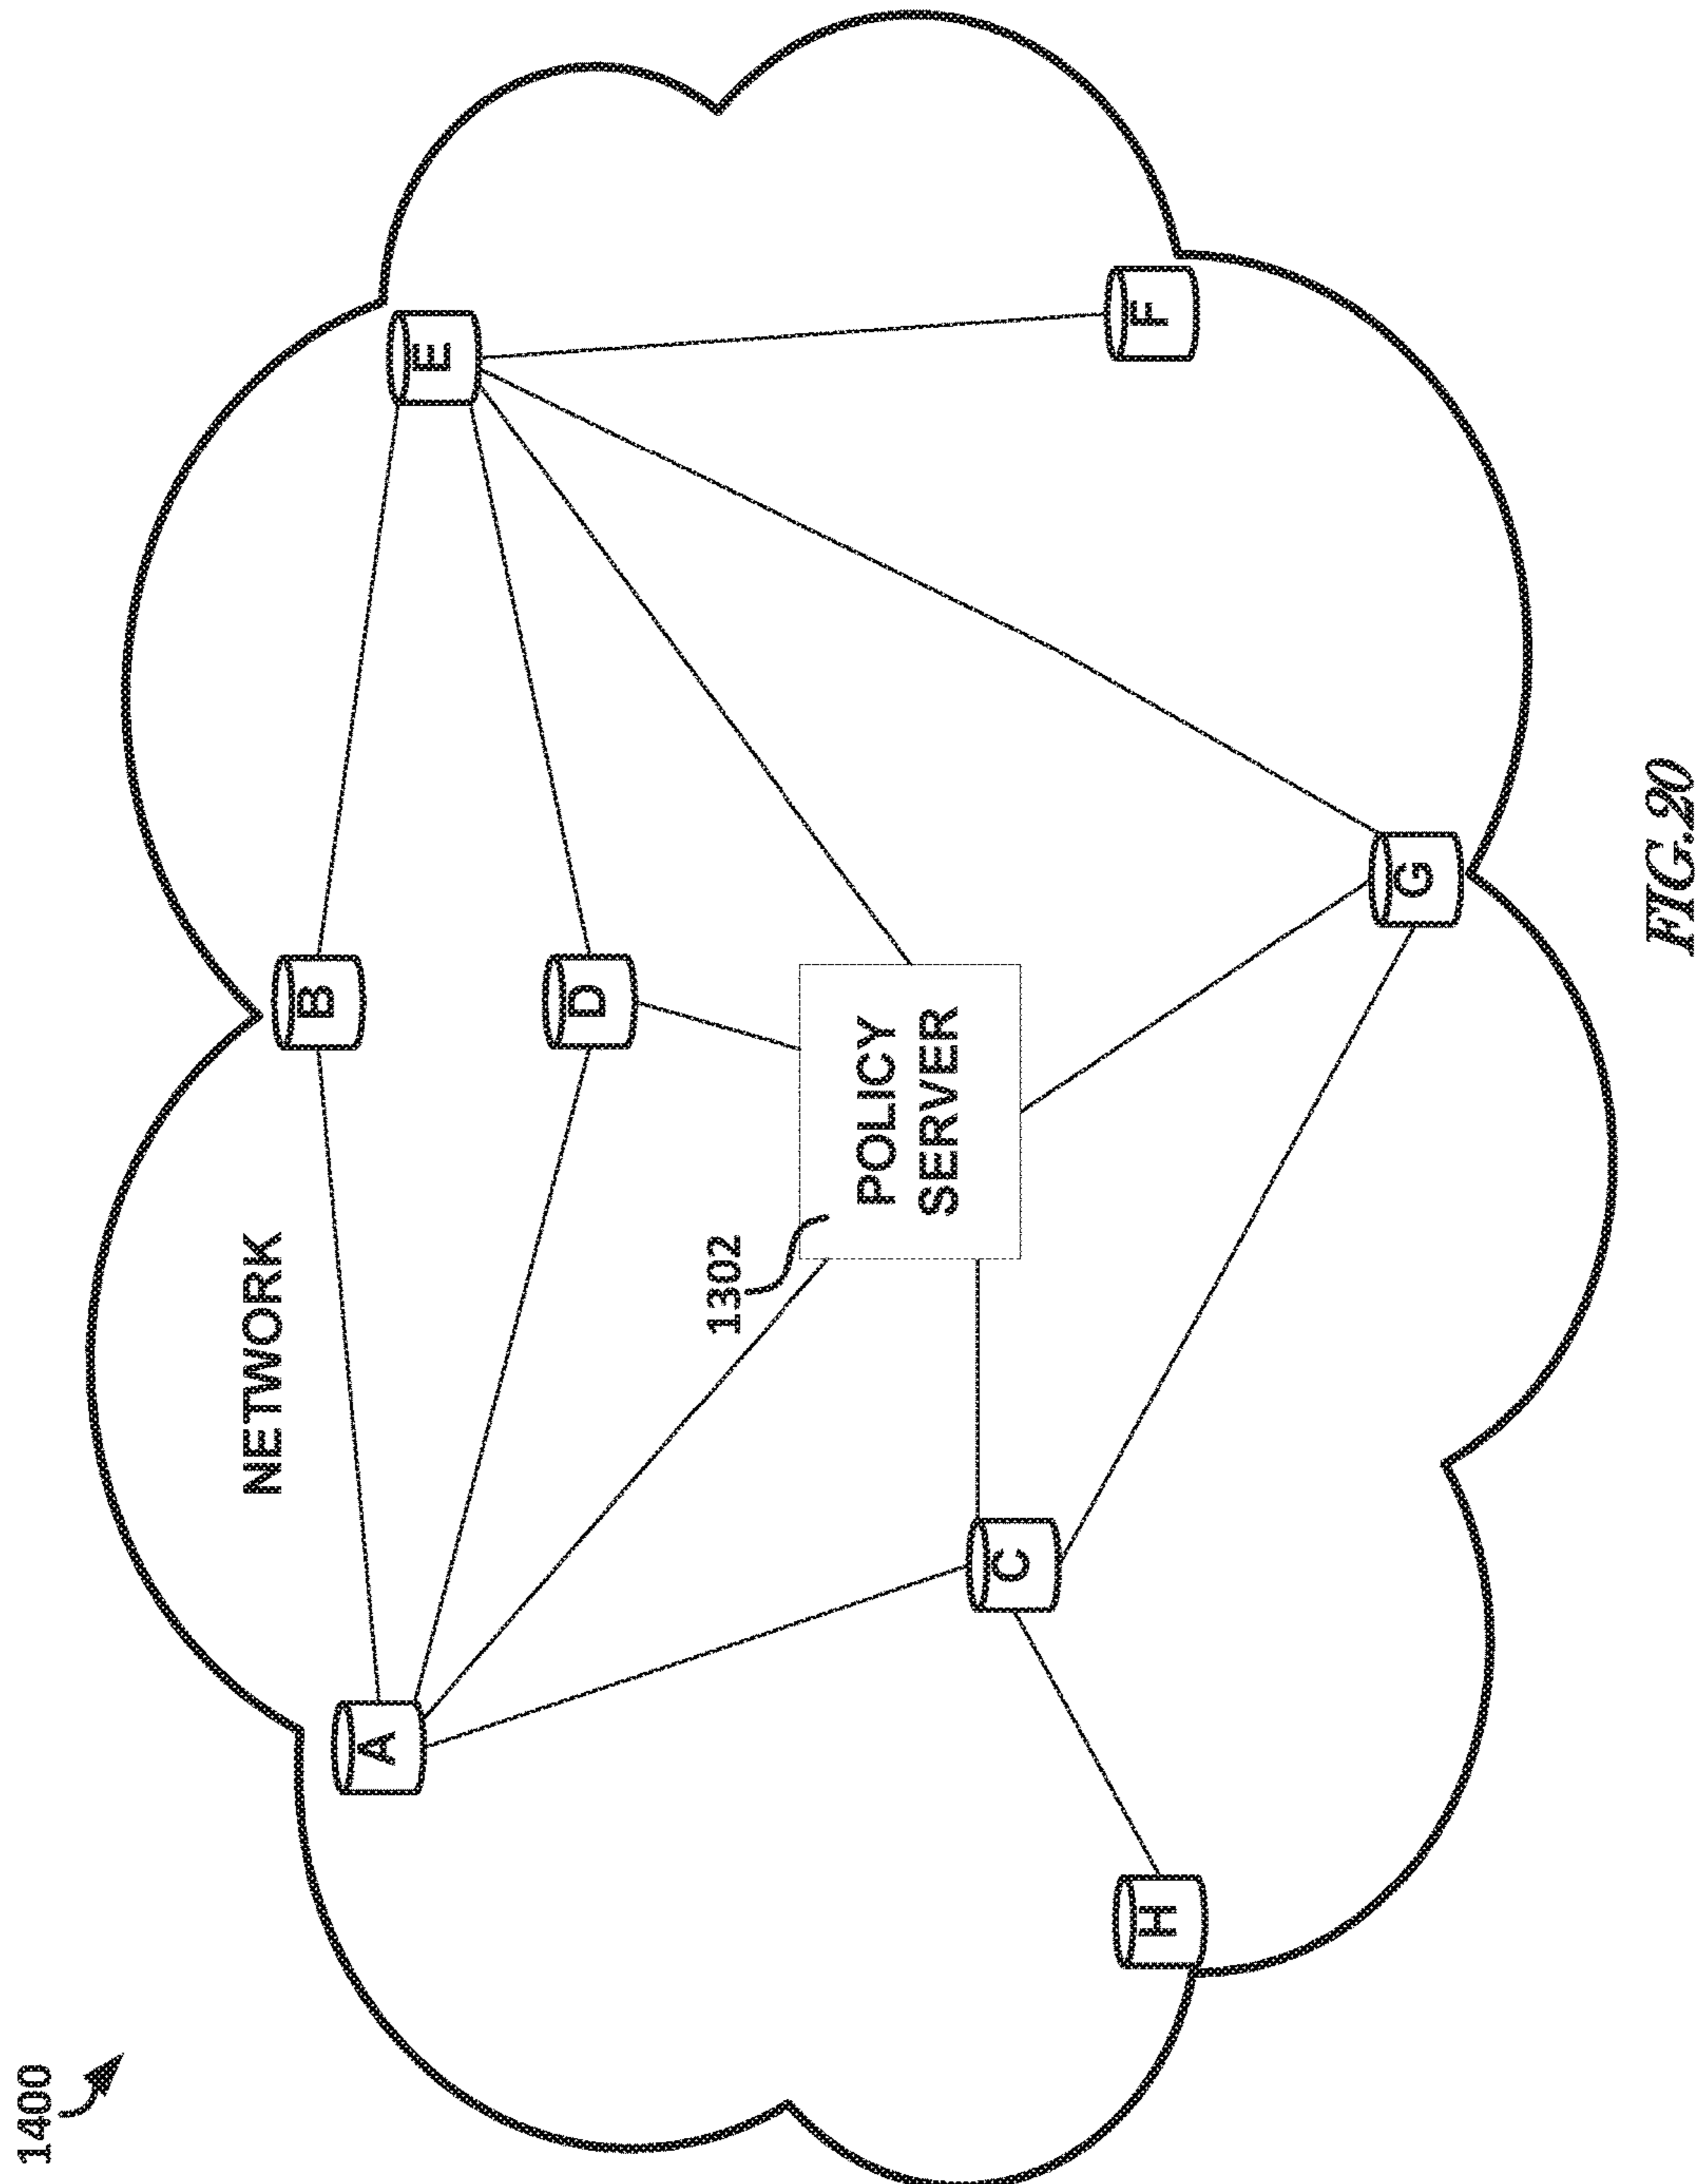 1400
NETWORK
A
B
E
D
1302
POLICY
SERVER
C
H
F
G
FIG.20